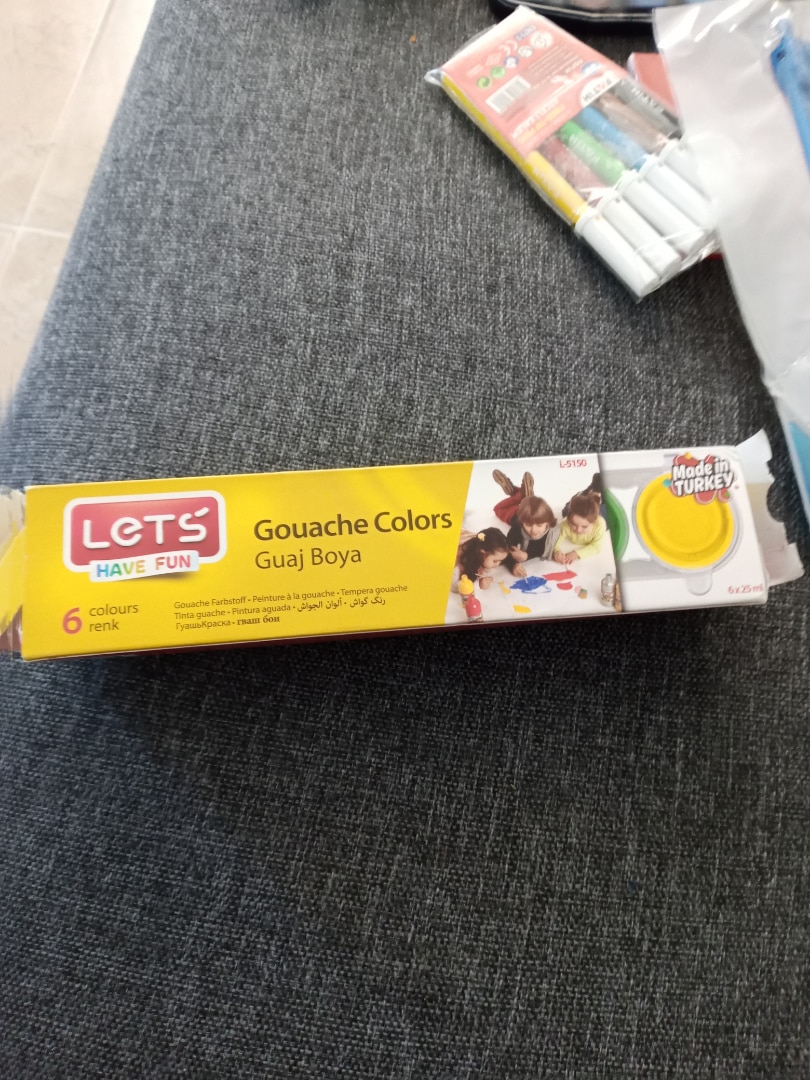 FATIH
LETS'
HAVE FUN
6 colours
renk
Gouache Colors
Guaj Boya
Gouache Farbstoff • Peinture à la gouache • Tempera gouache
Tinta guache • Pintura aguada • ألوان الجواش • رنگ گواش
ГуашьКраска • гваш бои
L-5150
Made in
TURKEY
6 x 25 ml